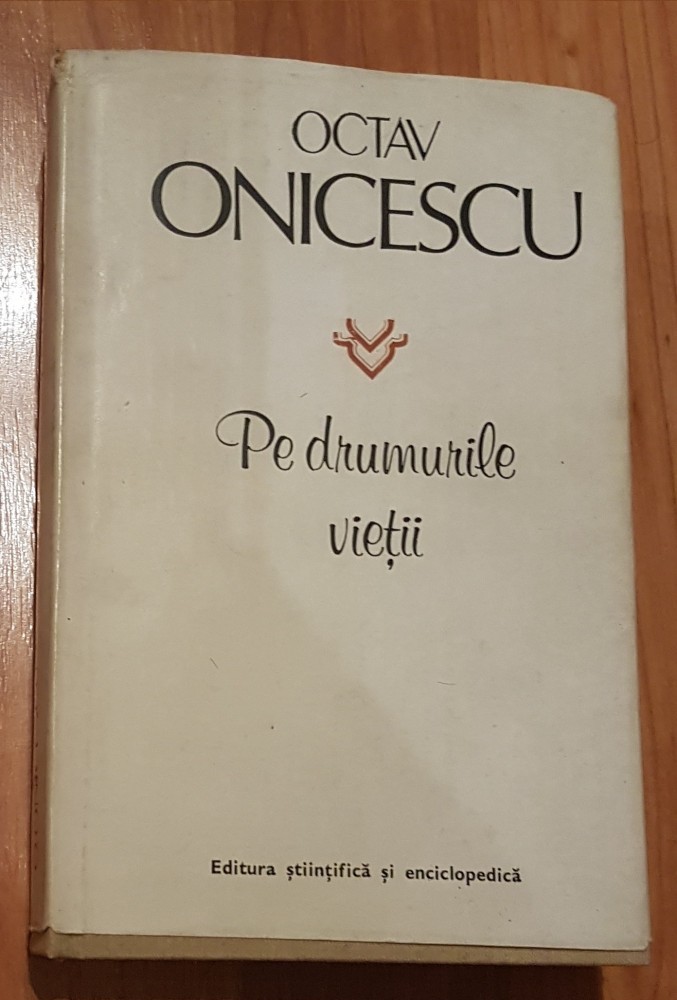 OCTAV
ONICESCU
Pe drumurile
vieții
Editura științifică și enciclopedică